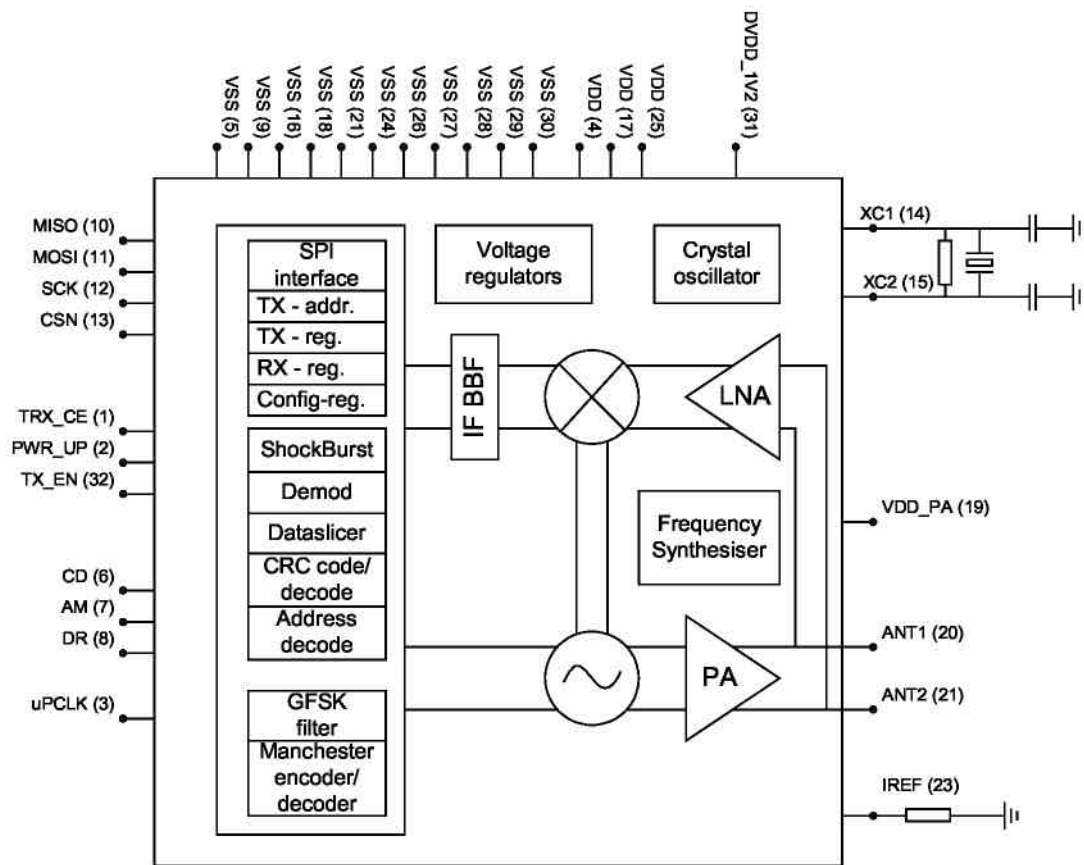 VSS (5)
VSS (9)
VSS (16)
VSS (18)
VSS (21)
VSS (24)
VSS (26)
VSS (27)
VSS (28)
VSS (29)
VSS (30)
VDD (4)
VDD (17)
VDD (25)
DVDD_1V2 (31)
MISO (10)
MOSI (11)
SCK (12)
CSN (13)
TRX_CE (1)
PWR_UP (2)
TX_EN (32)
CD (6)
AM (7)
DR (8)
uPCLK (3)
SPI
interface
TX - addr.
TX - reg.
RX - reg.
Config-reg.
ShockBurst
Demod
Dataslicer
CRC code/
decode
Address
decode
GFSK
filter
Manchester
encoder/
decoder
Voltage
regulators
Crystal
oscillator
IF BBF
LNA
Frequency
Synthesiser
PA
XC1 (14)
XC2 (15)
VDD_PA (19)
ANT1 (20)
ANT2 (21)
IREF (23)